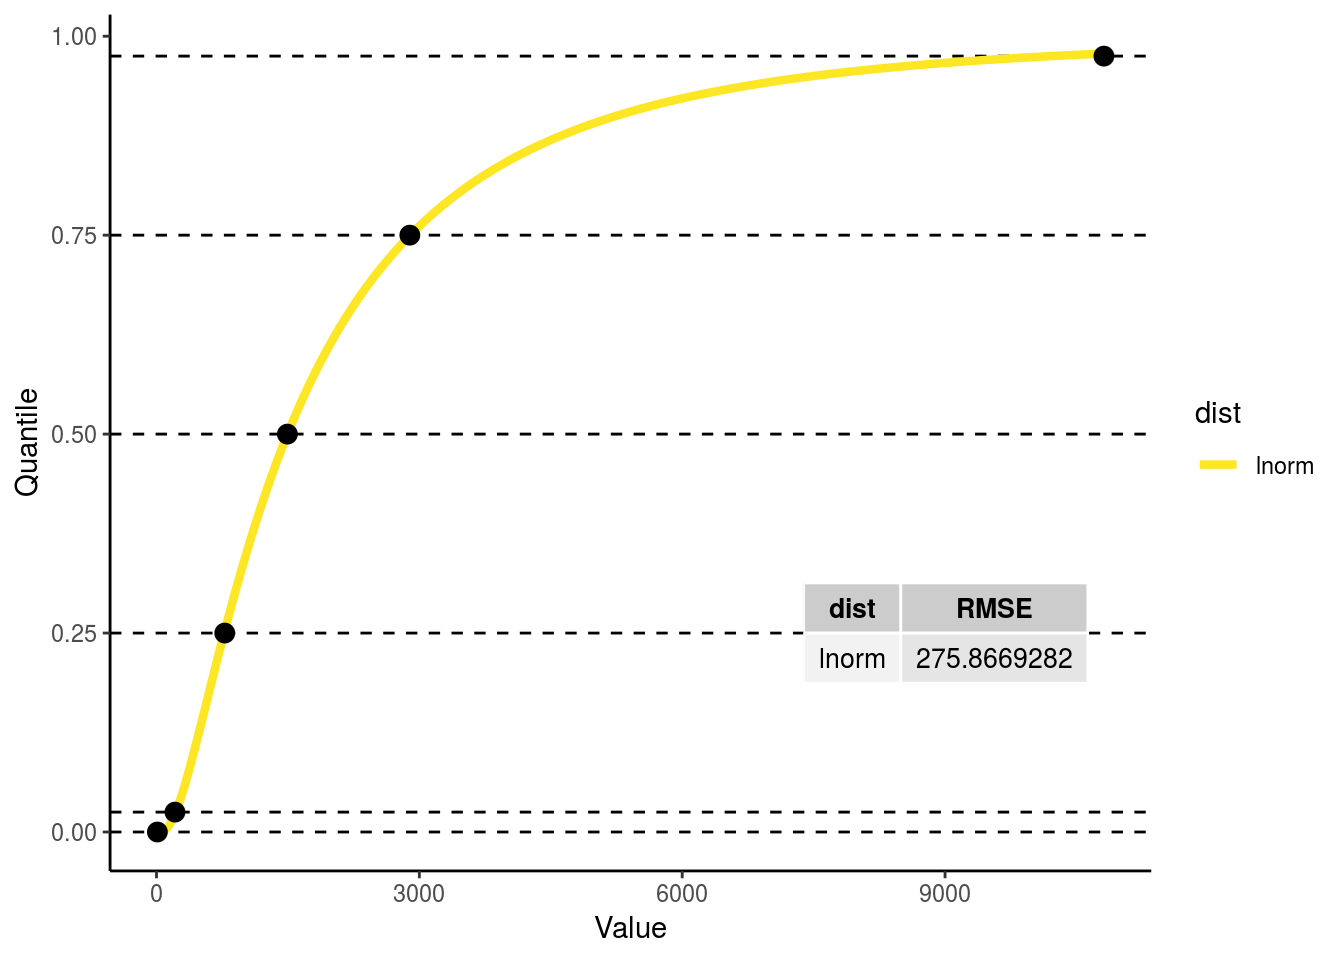 1.00
0.75
0.50
0.25
0.00
Quantile
0 3000 6000 9000
Value
dist
lnorm
dist RMSE
lnorm 275.8669282